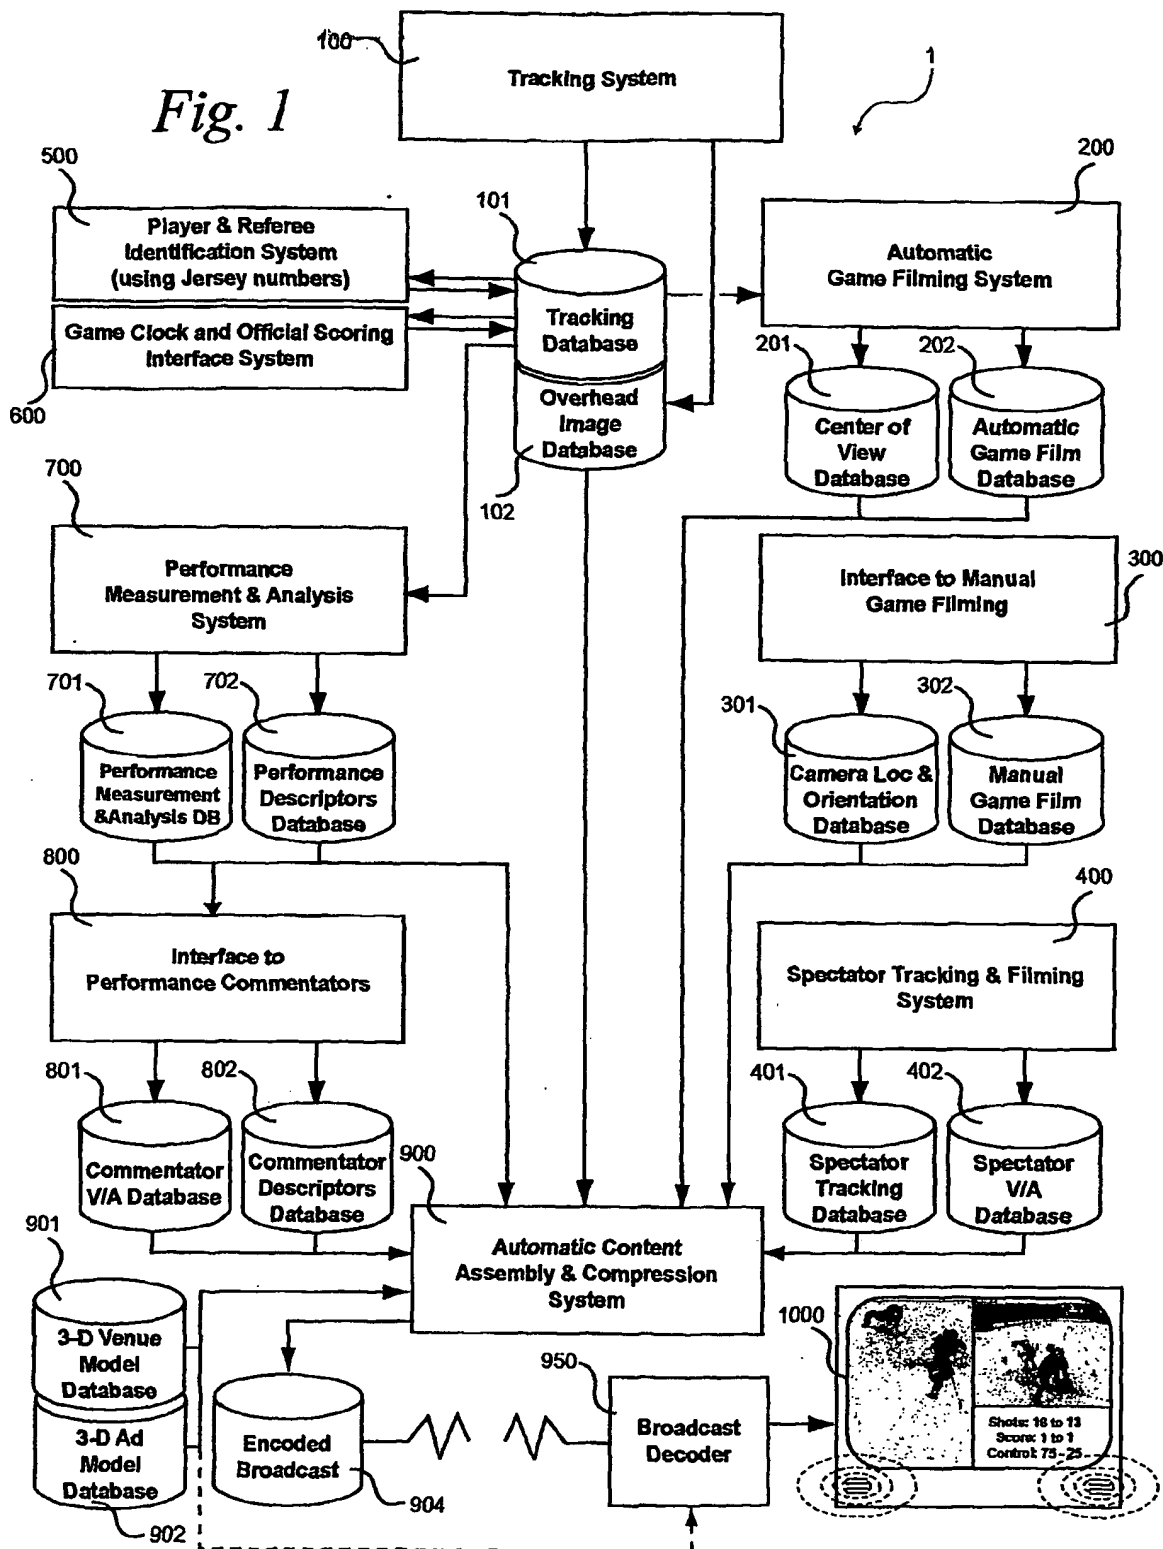 100
Tracking System
1
Fig. 1
500
Player & Referee
Identification System
(using Jersey numbers)
Game Clock and Official Scoring
Interface System
600
101
Tracking
Database
Overhead
Image
Database
102
200
Automatic
Game Filming System
201
202
Center of
View
Database
Automatic
Game Film
Database
700
Performance
Measurement & Analysis
System
300
Interface to Manual
Game Filming
701
702
Performance
Measurement
&Analysis DB
Performance
Descriptors
Database
301
302
Camera Loc &
Orientation
Database
Manual
Game Film
Database
800
Interface to
Performance Commentators
400
Spectator Tracking & Filming
System
801
802
Commentator
V/A Database
Commentator
Descriptors
Database
401
402
Spectator
Tracking
Database
Spectator
V/A
Database
900
Automatic Content
Assembly & Compression
System
901
3-D Venue
Model
Database
3-D Ad
Model
Database
902
Encoded
Broadcast
904
950
Broadcast
Decoder
1000
Shots: 16 to 13
Score: 1 to 1
Control: 75 - 25